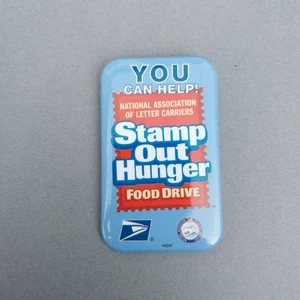 YOU
CAN HELP!
NATIONAL ASSOCIATION
OF LETTER CARRIERS
Stamp
Out
Hunger
FOOD DRIVE